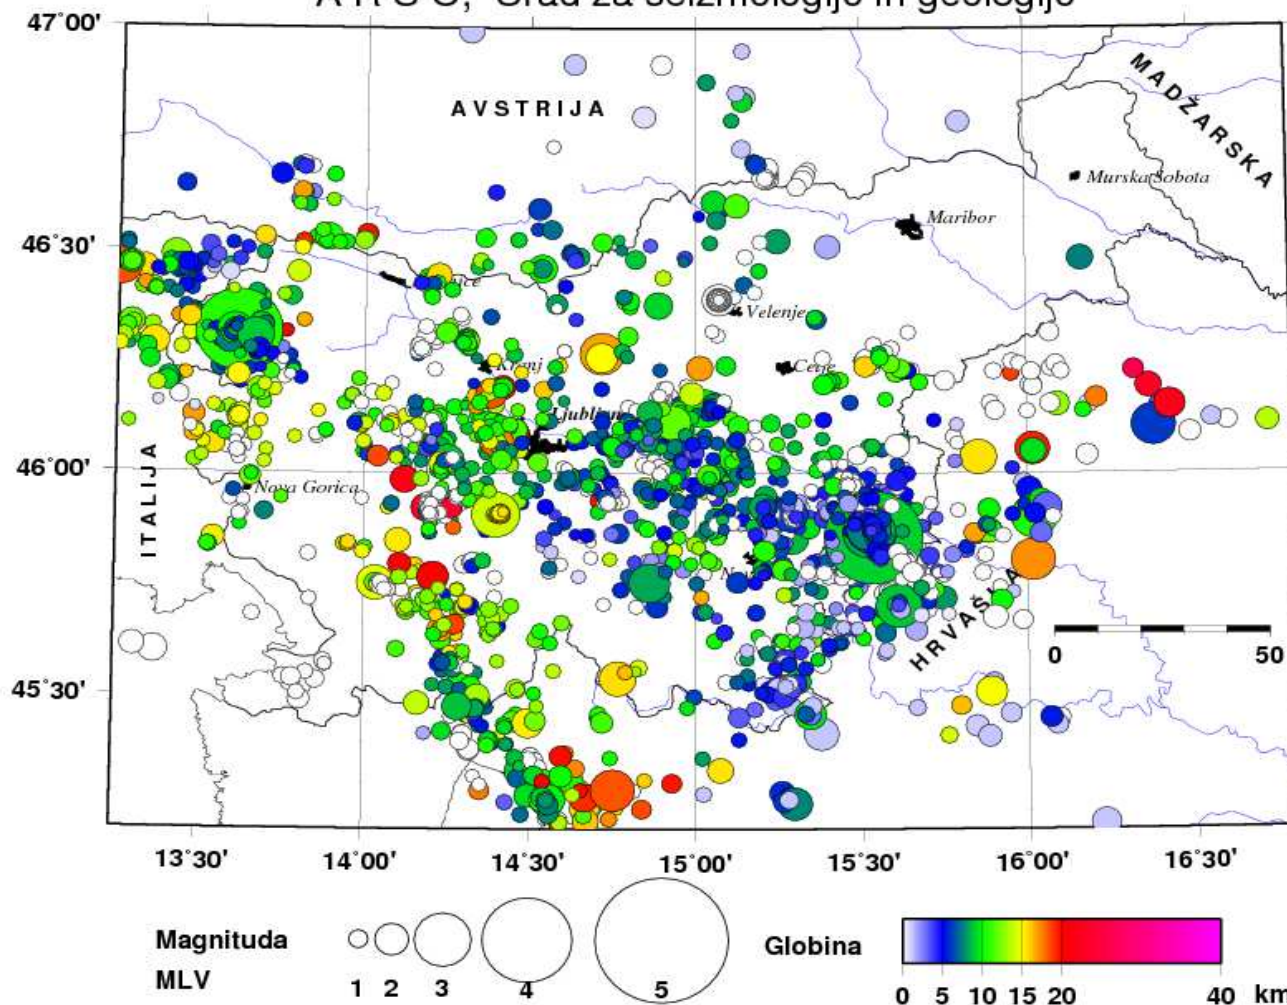 A R S O, Urad za seizmologijo in geologijo
47°00'
AVSTRIJA
MADŽARSKA
Murska Sobota
Maribor
46°30'
Velenje
Kranj
Celje
Ljubljana
46°00'
Nova Gorica
ITALIJA
HRVAŠKA
0 50
45°30'
13°30' 14°00' 14°30' 15°00' 15°30' 16°00' 16°30'
Magnituda
MLV
1 2 3 4 5
Globina
0 5 10 15 20 40 km